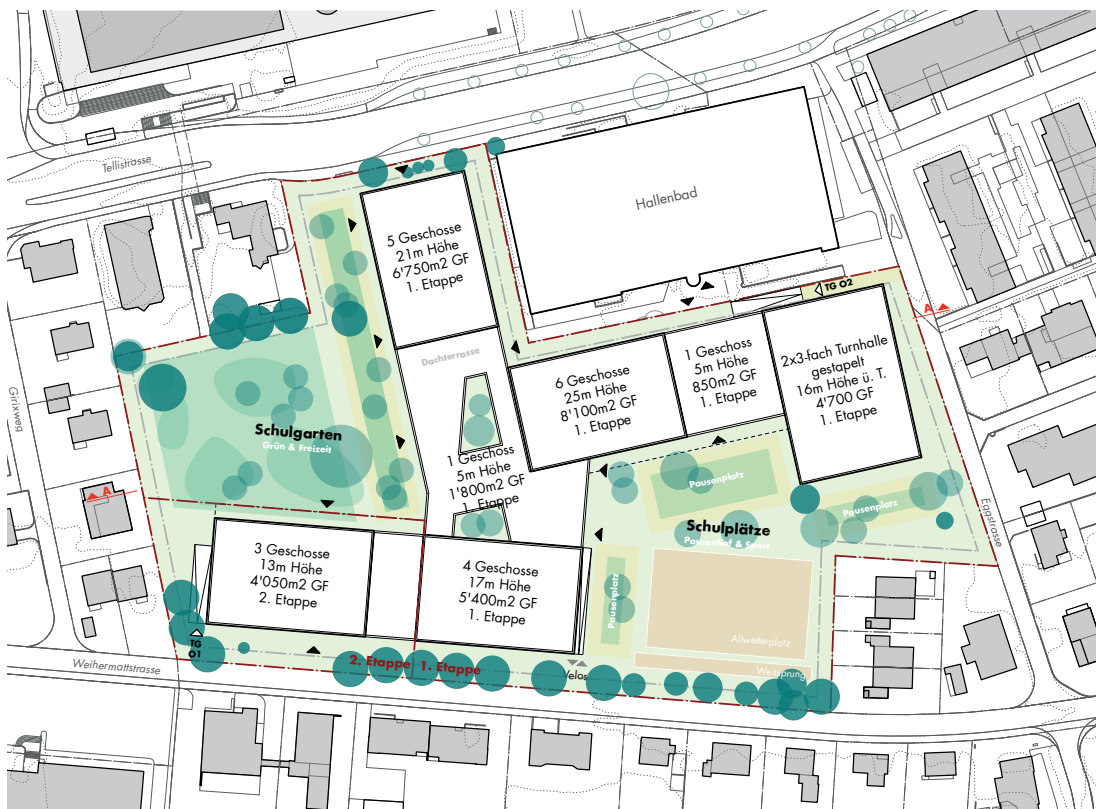 Tellistrasse
Hallenbad
5 Geschosse
21m Höhe
6'750m2 GF
1. Etappe
TG 02
A
Dachterrasse
1 Geschoss
5m Höhe
850m2 GF
1. Etappe
2x3-fach Turnhalle
gestapelt
16m Höhe ü. T.
4'700 GF
1. Etappe
6 Geschosse
25m Höhe
8'100m2 GF
1. Etappe
Girixweg
Schulgarten
Grün & Freizeit
1 Geschoss
5m Höhe
1'800m2 GF
1. Etappe
A
Pausenplatz
Pausenplatz
Schulplätze
Pausenhof & Sport
Eggstrasse
3 Geschosse
13m Höhe
4'050m2 GF
2. Etappe
4 Geschosse
17m Höhe
5'400m2 GF
1. Etappe
Pausenplatz
Allwetterplatz
TG
01
Weihermattstrasse
2. Etappe
1. Etappe
Velos
Weitsprung